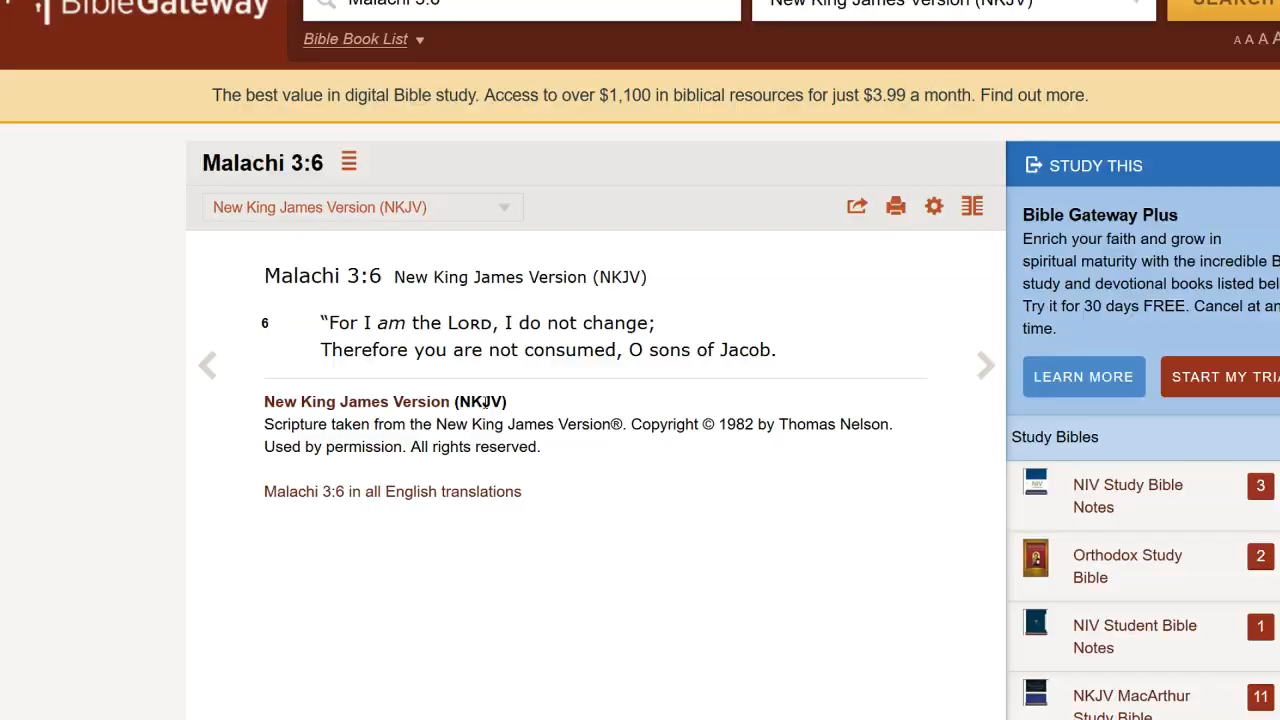 BibleGateway
Malachi 3:6
New King James Version (NKJV)
SEARCH
Bible Book List
A A A A
The best value in digital Bible study. Access to over $1,100 in biblical resources for just $3.99 a month. Find out more.
Malachi 3:6
New King James Version (NKJV)
Malachi 3:6 New King James Version (NKJV)
6 “For I am the LORD, I do not change;
Therefore you are not consumed, O sons of Jacob.
New King James Version (NKJV)
Scripture taken from the New King James Version®. Copyright © 1982 by Thomas Nelson.
Used by permission. All rights reserved.
Malachi 3:6 in all English translations
STUDY THIS
Bible Gateway Plus
Enrich your faith and grow in
spiritual maturity with the incredible B
study and devotional books listed bel
Try it for 30 days FREE. Cancel at an
time.
LEARN MORE
START MY TRIA
Study Bibles
NIV Study Bible
Notes
3
Orthodox Study
Bible
2
NIV Student Bible
Notes
1
NKJV MacArthur
Study Bible
11